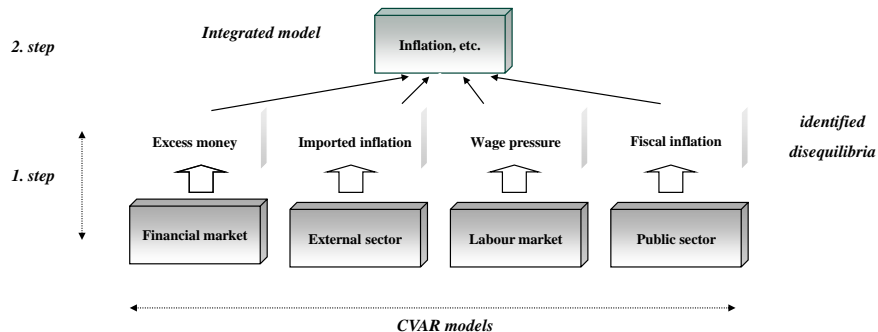 Integrated model
2. step
Inflation, etc.
Excess money
Imported inflation
Wage pressure
Fiscal inflation
identified
disequilibria
1. step
Financial market
External sector
Labour market
Public sector
CVAR models